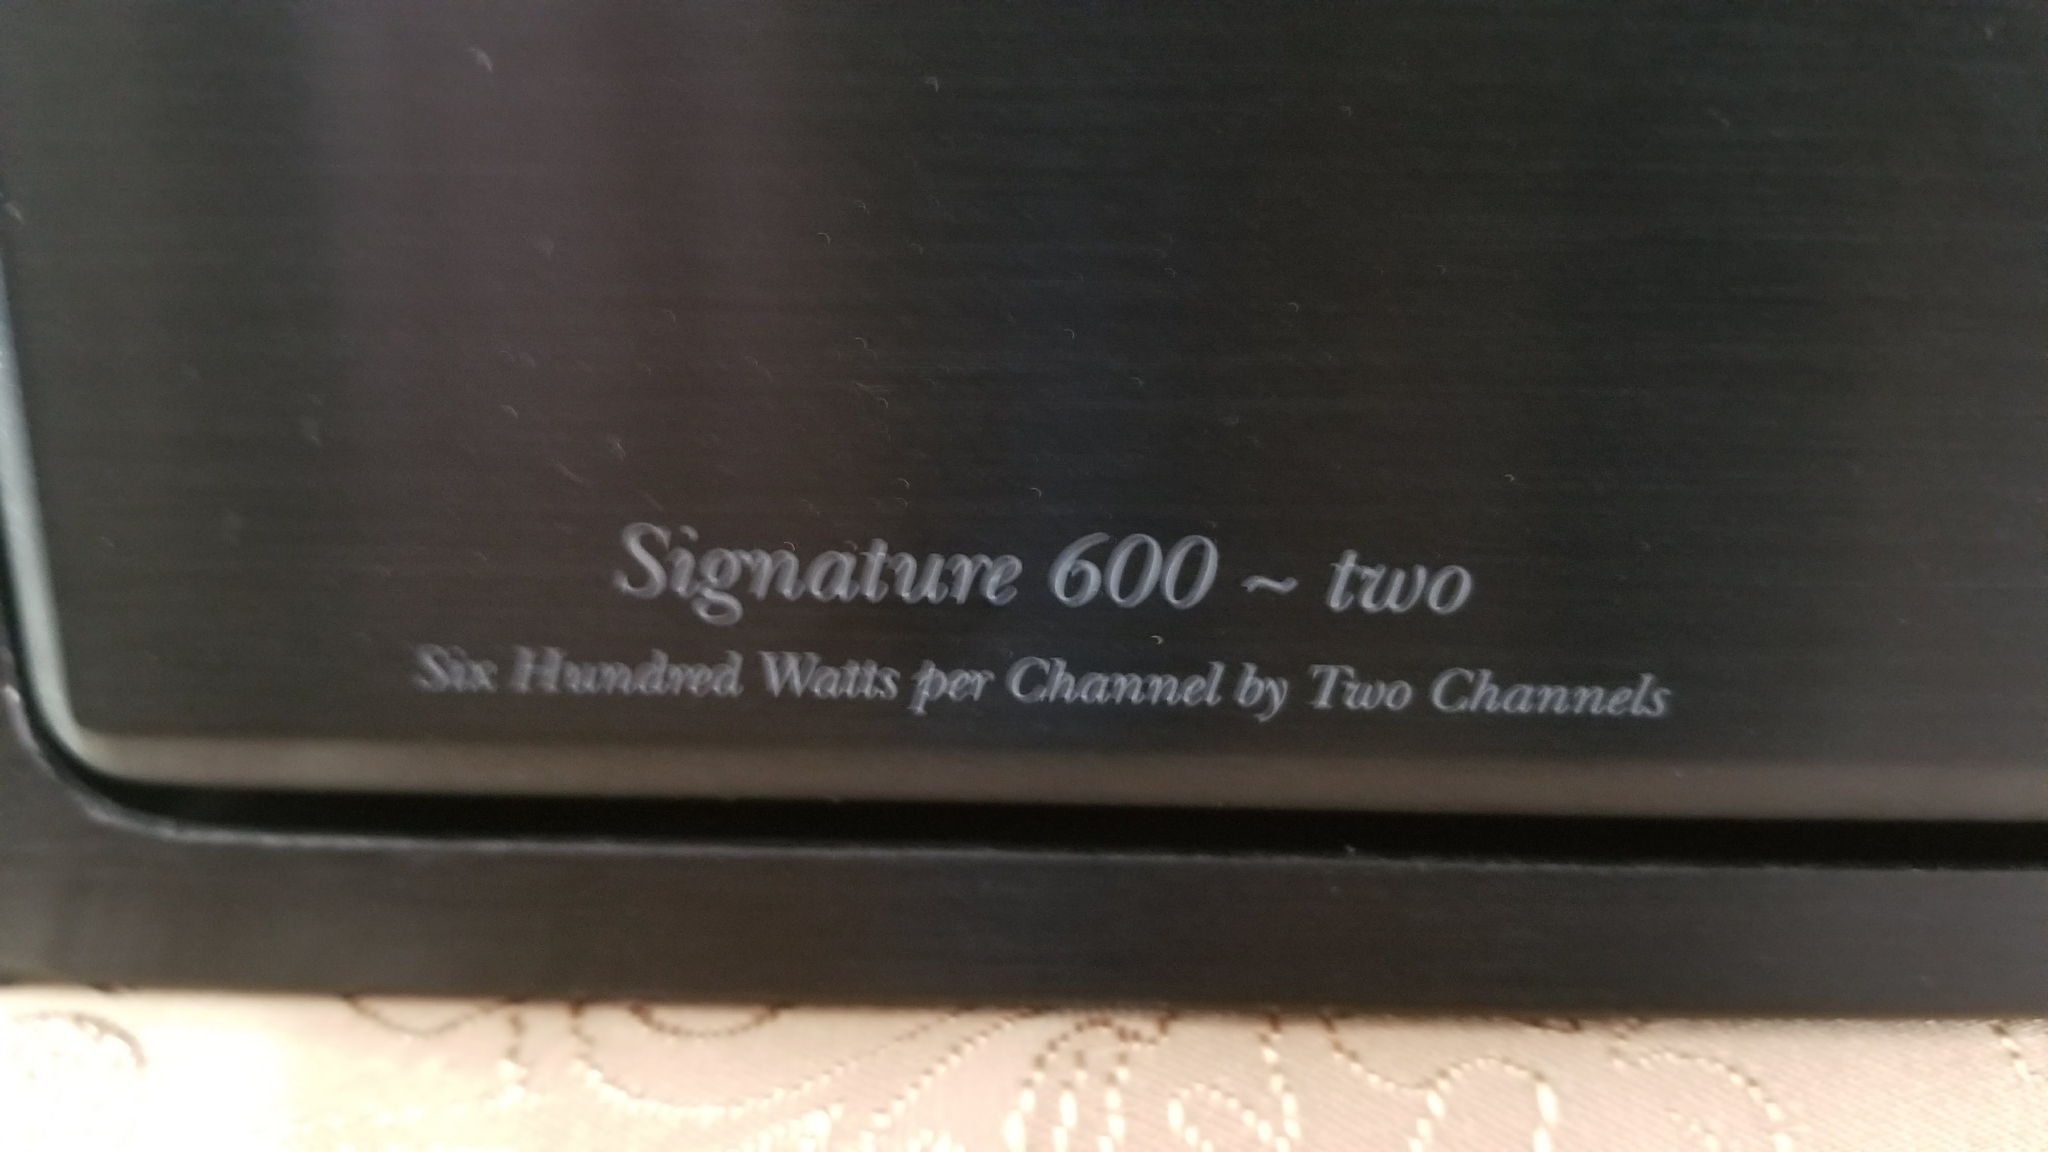 Signature 600 ~ two
Six Hundred Watts per Channel by Two Channels